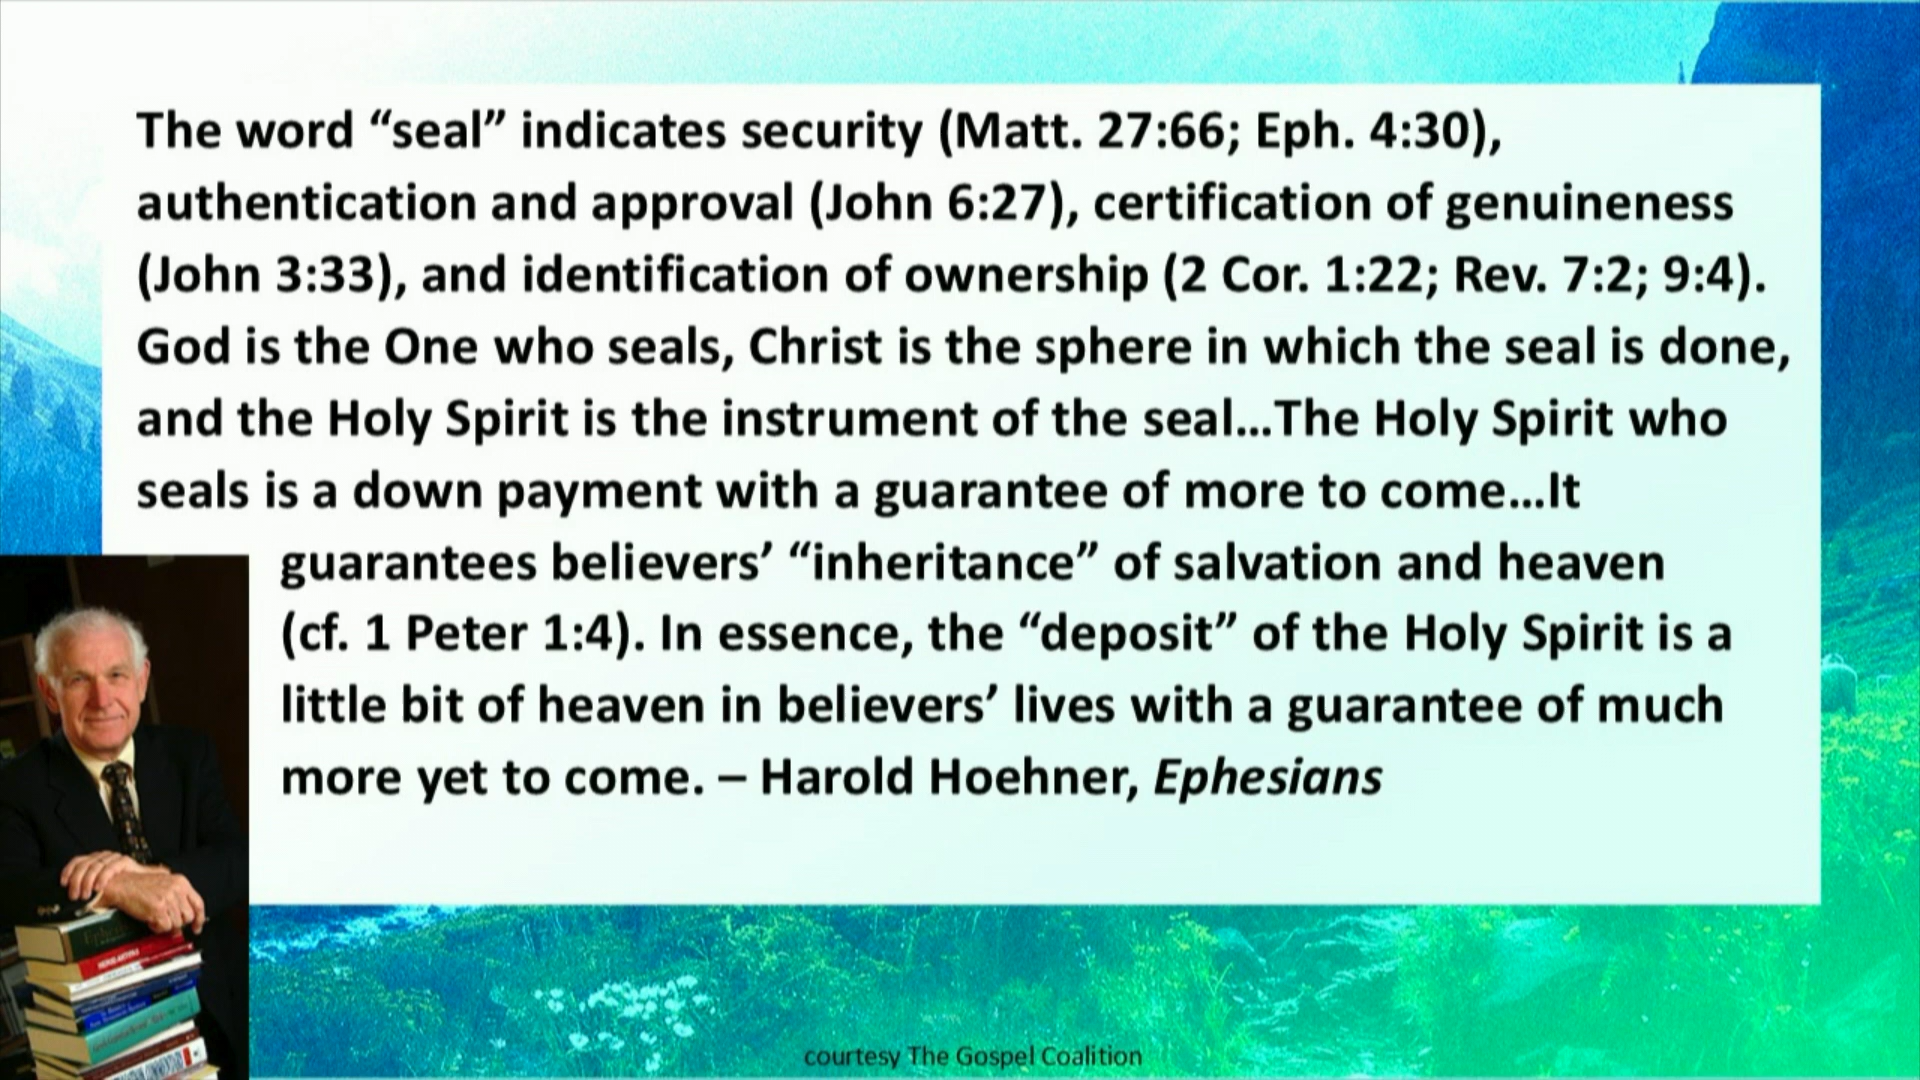 The word “seal” indicates security (Matt. 27:66; Eph. 4:30),
authentication and approval (John 6:27), certification of genuineness
(John 3:33), and identification of ownership (2 Cor. 1:22; Rev. 7:2; 9:4).
God is the One who seals, Christ is the sphere in which the seal is done,
and the Holy Spirit is the instrument of the seal…The Holy Spirit who
seals is a down payment with a guarantee of more to come…It
guarantees believers’ “inheritance” of salvation and heaven
(cf. 1 Peter 1:4). In essence, the “deposit” of the Holy Spirit is a
little bit of heaven in believers’ lives with a guarantee of much
more yet to come. – Harold Hoehner, Ephesians
courtesy The Gospel Coalition